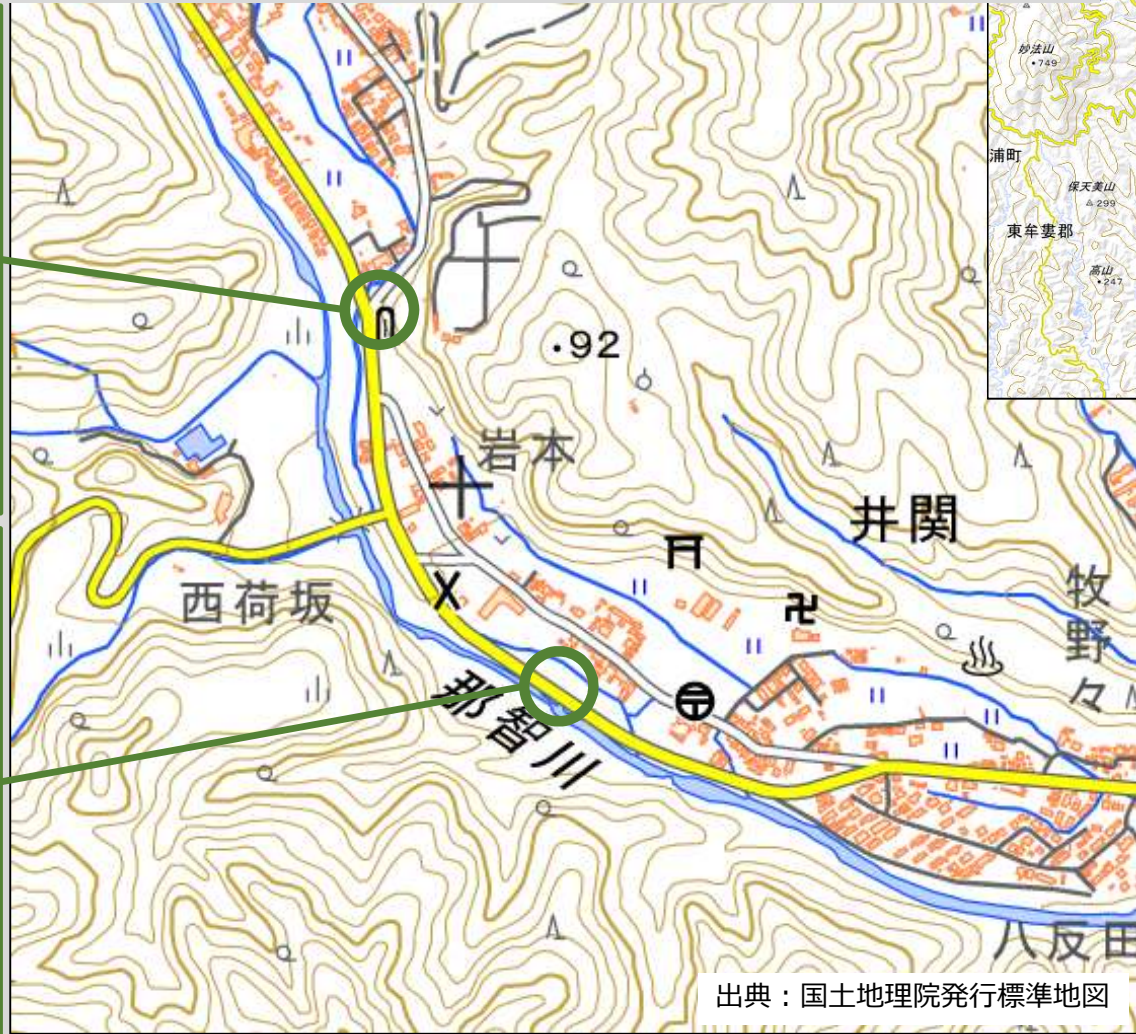 妙法山
・749
浦町
保天美山
299
東牟婁郡
高山
・247
・92
岩本
井関
西荷坂
牧野々
那智川
八反田
出典：国土地理院発行標準地図